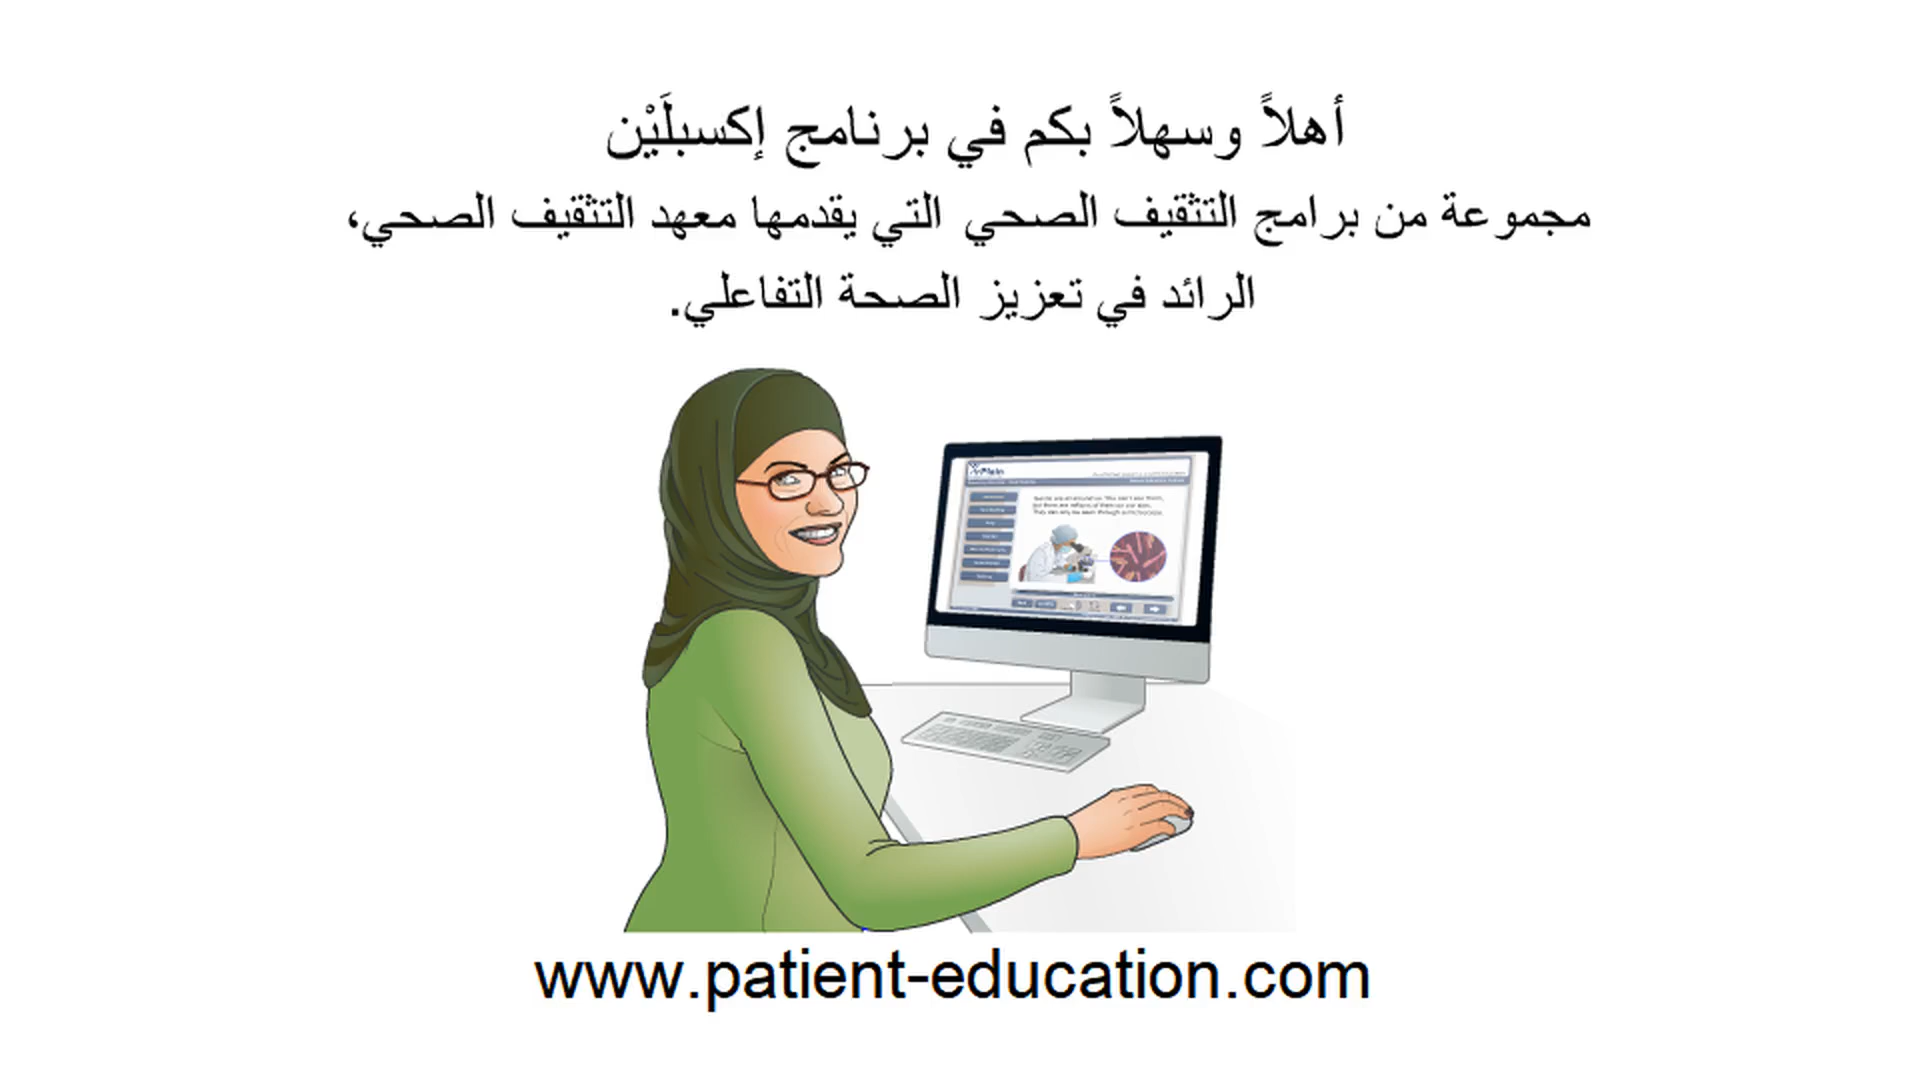 أهلاً وسهلاً بكم في برنامج إكسبلَيْن
مجموعة من برامج التثقيف الصحي التي يقدمها معهد التثقيف الصحي،
الرائد في تعزيز الصحة التفاعلي.
www.patient-education.com